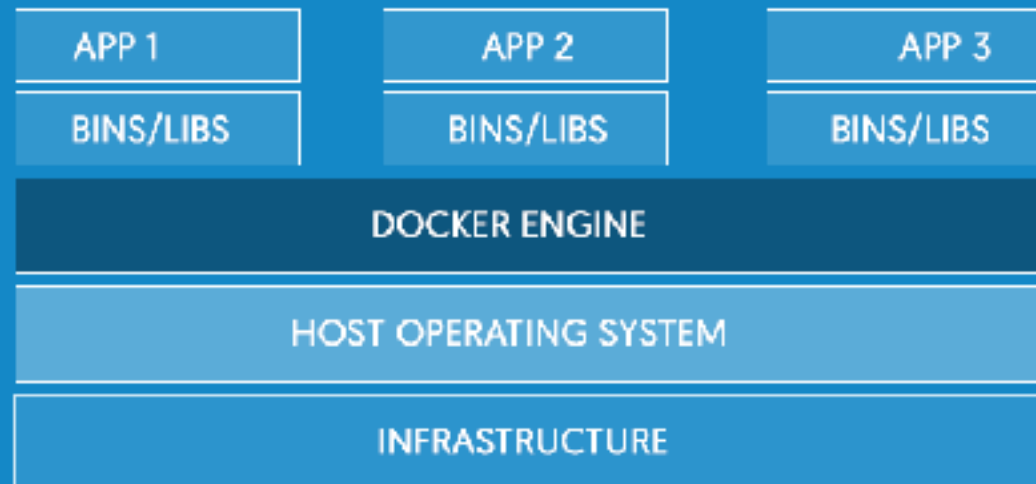 APP 1
APP 2
APP 3
BINS/LIBS
BINS/LIBS
BINS/LIBS
DOCKER ENGINE
HOST OPERATING SYSTEM
INFRASTRUCTURE